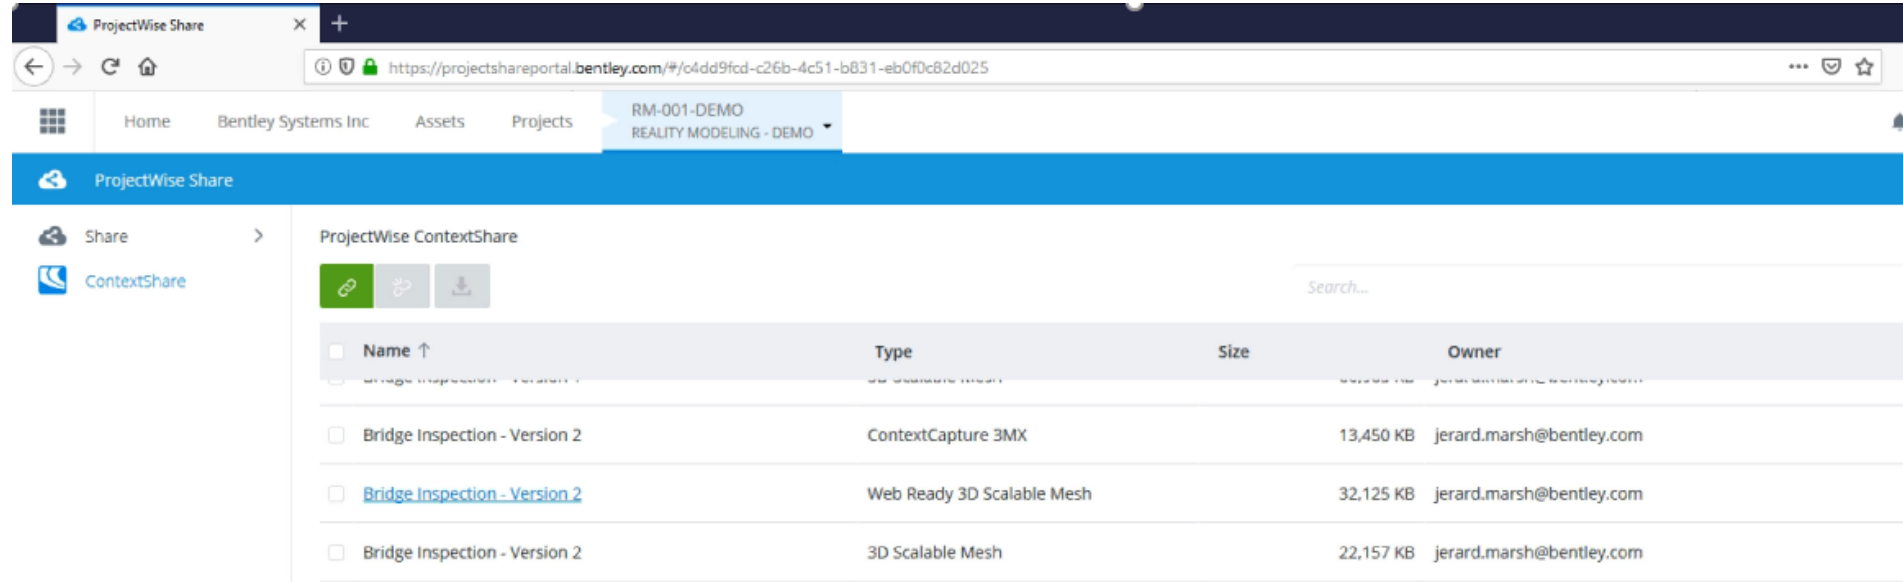 ProjectWise Share
https://projectshareportal.bentley.com/#/c4dd9fcd-c26b-4c51-b831-eb0f0c82d025
Home Bentley Systems Inc Assets Projects RM-001-DEMO
REALITY MODELING - DEMO
ProjectWise Share
Share ProjectWise ContextShare
ContextShare
Search...
Name ↑ Type Size Owner
Bridge Inspection - Version 2 ContextCapture 3MX 13,450 KB jerard.marsh@bentley.com
Bridge Inspection - Version 2 Web Ready 3D Scalable Mesh 32,125 KB jerard.marsh@bentley.com
Bridge Inspection - Version 2 3D Scalable Mesh 22,157 KB jerard.marsh@bentley.com